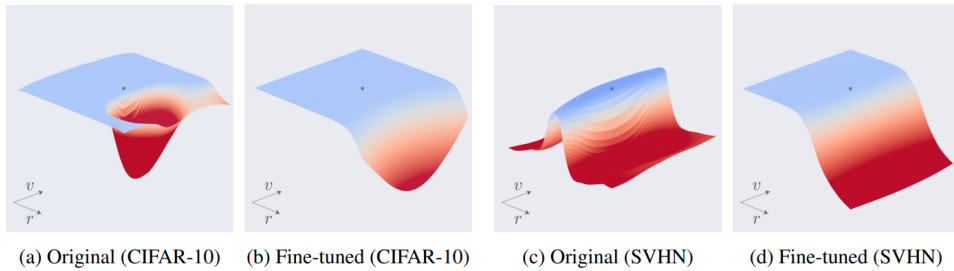 v
r
v
r
v
r
v
r
(a) Original (CIFAR-10)
(b) Fine-tuned (CIFAR-10)
(c) Original (SVHN)
(d) Fine-tuned (SVHN)